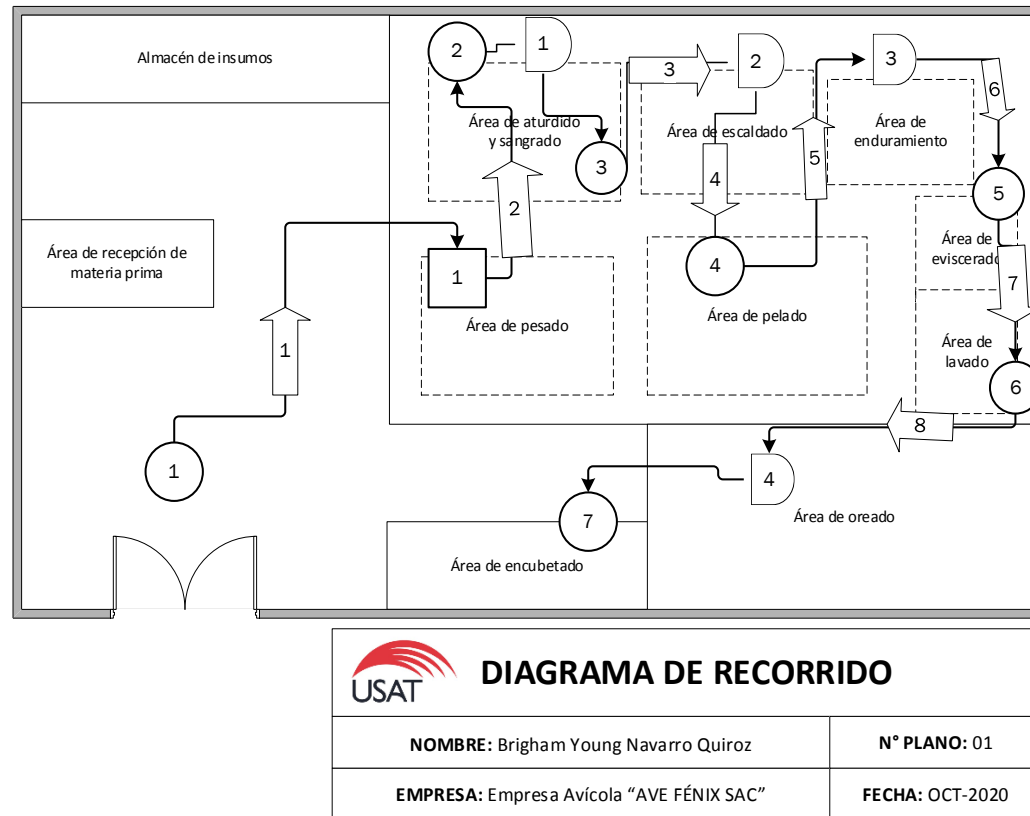 Almacén de insumos
2
1
3
2
3
6
Área de aturdido
y sangrado
Área de escaldado
Área de
enduramiento
3
4
5
5
2
Área de recepción de
materia prima
1
4
Área de
eviscerado
7
Área de pesado
Área de pelado
1
Área de
lavado
6
8
1
4
7
Área de oreado
Área de encubetado
USAT
DIAGRAMA DE RECORRIDO
NOMBRE: Brigham Young Navarro Quiroz
N° PLANO: 01
EMPRESA: Empresa Avícola “AVE FÉNIX SAC”
FECHA: OCT-2020